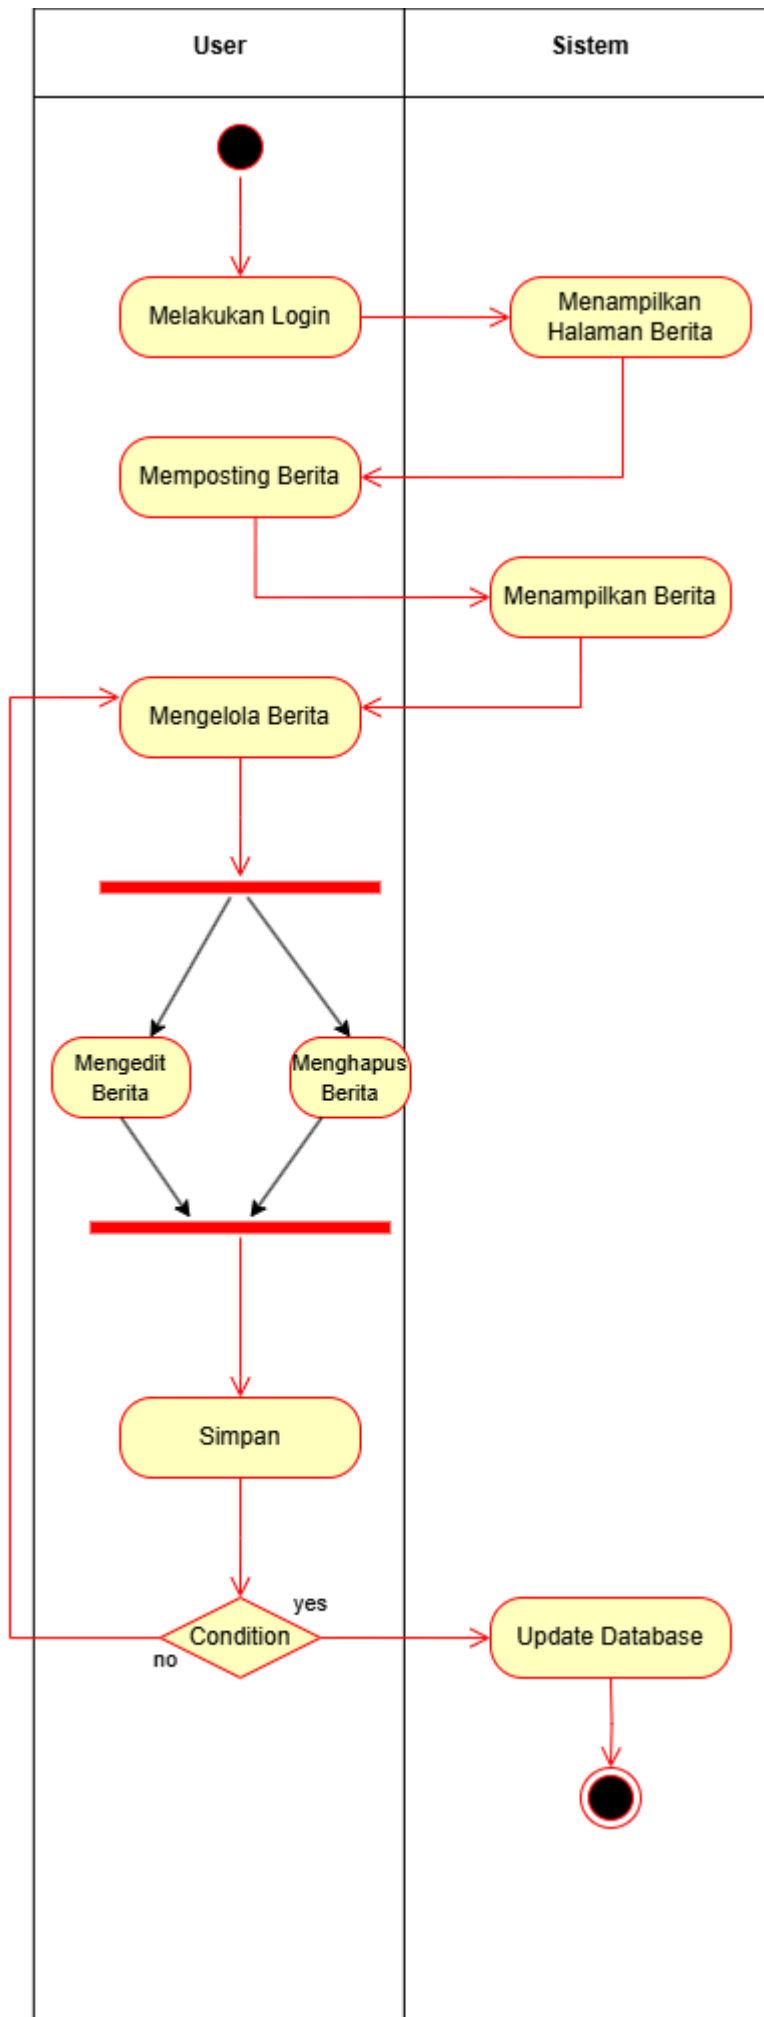 User
Sistem
Melakukan Login
Menampilkan
Halaman Berita
Memposting Berita
Menampilkan Berita
Mengelola Berita
Mengedit
Berita
Menghapus
Berita
Simpan
yes
Condition
no
Update Database